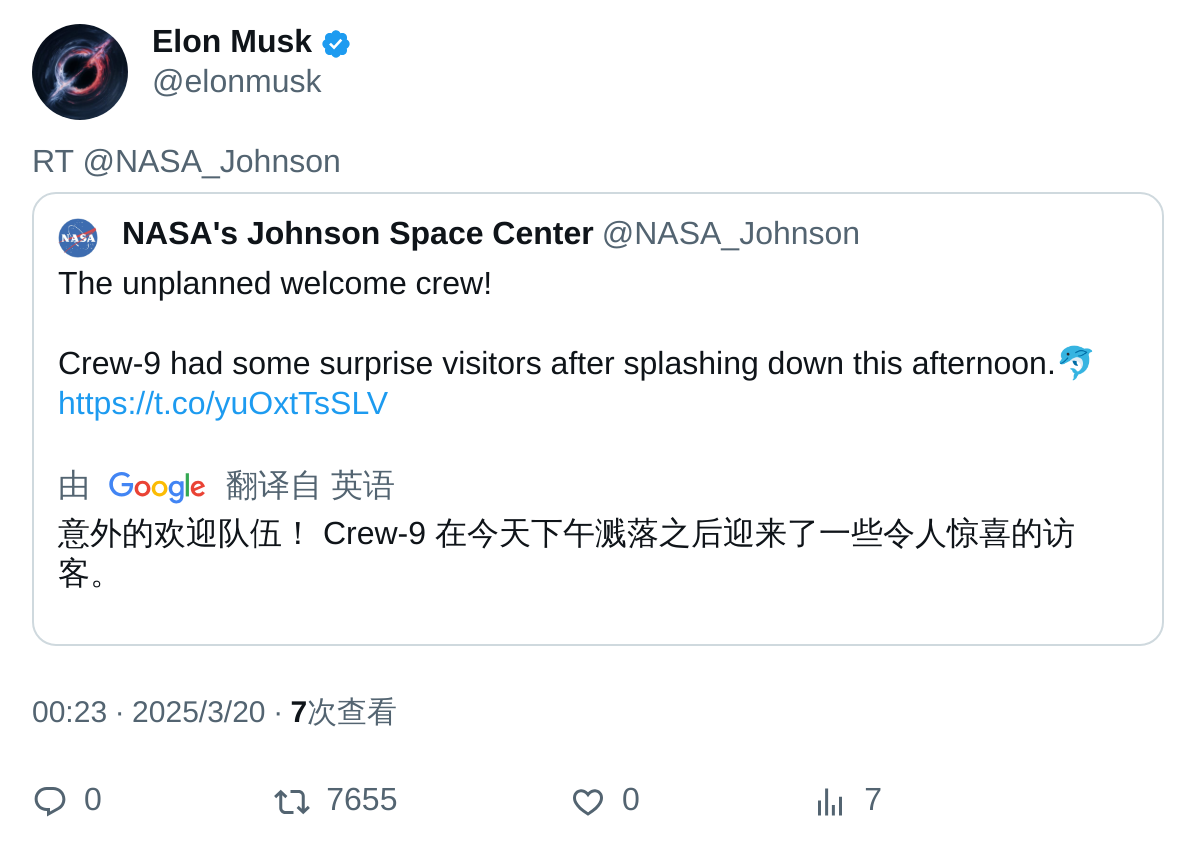 Elon Musk
@elonmusk
RT @NASA_Johnson
NASA
NASA's Johnson Space Center @NASA_Johnson
The unplanned welcome crew!
Crew-9 had some surprise visitors after splashing down this afternoon.🐬
https://t.co/yuOxtTsSLV
由 Google 翻译自 英语
意外的欢迎队伍！ Crew-9 在今天下午溅落之后迎来了一些令人惊喜的访
客。
00:23 · 2025/3/20 · 7次查看
0 7655 0 7